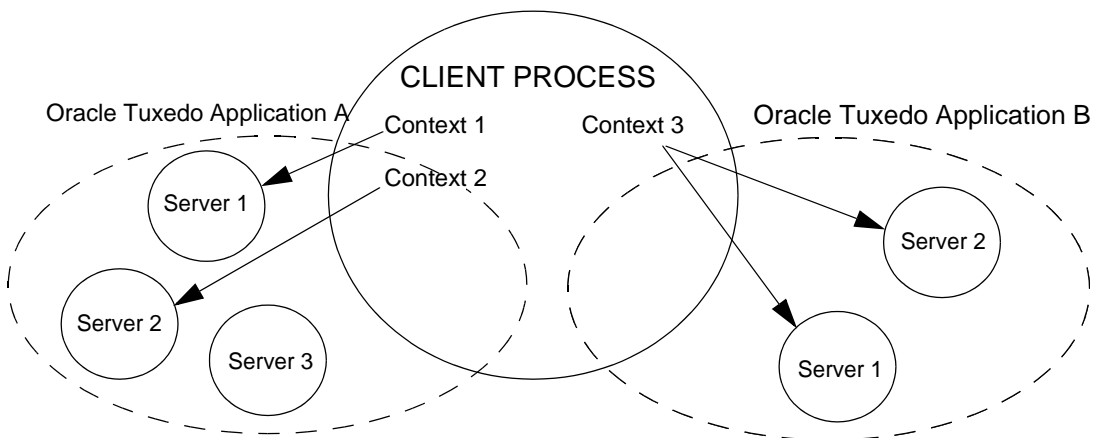 CLIENT PROCESS
Oracle Tuxedo Application A
Oracle Tuxedo Application B
Context 1
Context 3
Context 2
Server 1
Server 2
Server 2
Server 3
Server 1